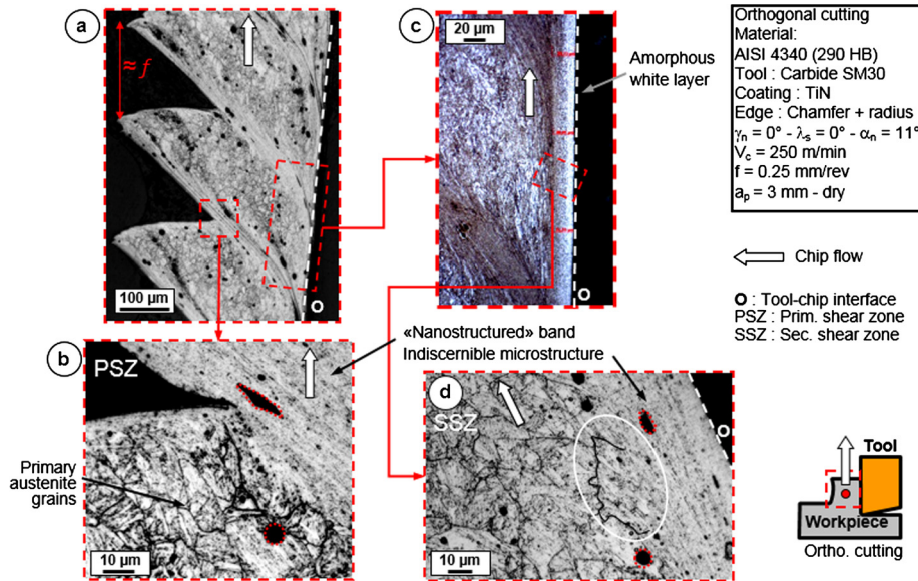 a
≈ f
100 µm
O
c
20 µm
O
Amorphous
white layer
Orthogonal cutting
Material:
AISI 4340 (290 HB)
Tool : Carbide SM30
Coating : TiN
Edge : Chamfer + radius
γn = 0° - λs = 0° - αn = 11°
Vc = 250 m/min
f = 0.25 mm/rev
ap = 3 mm - dry
Chip flow
O : Tool-chip interface
PSZ : Prim. shear zone
SSZ : Sec. shear zone
«Nanostructured» band
Indiscernible microstructure
b
PSZ
Primary
austenite
grains
10 µm
d
SSZ
O
10 µm
Tool
Workpiece
Ortho. cutting